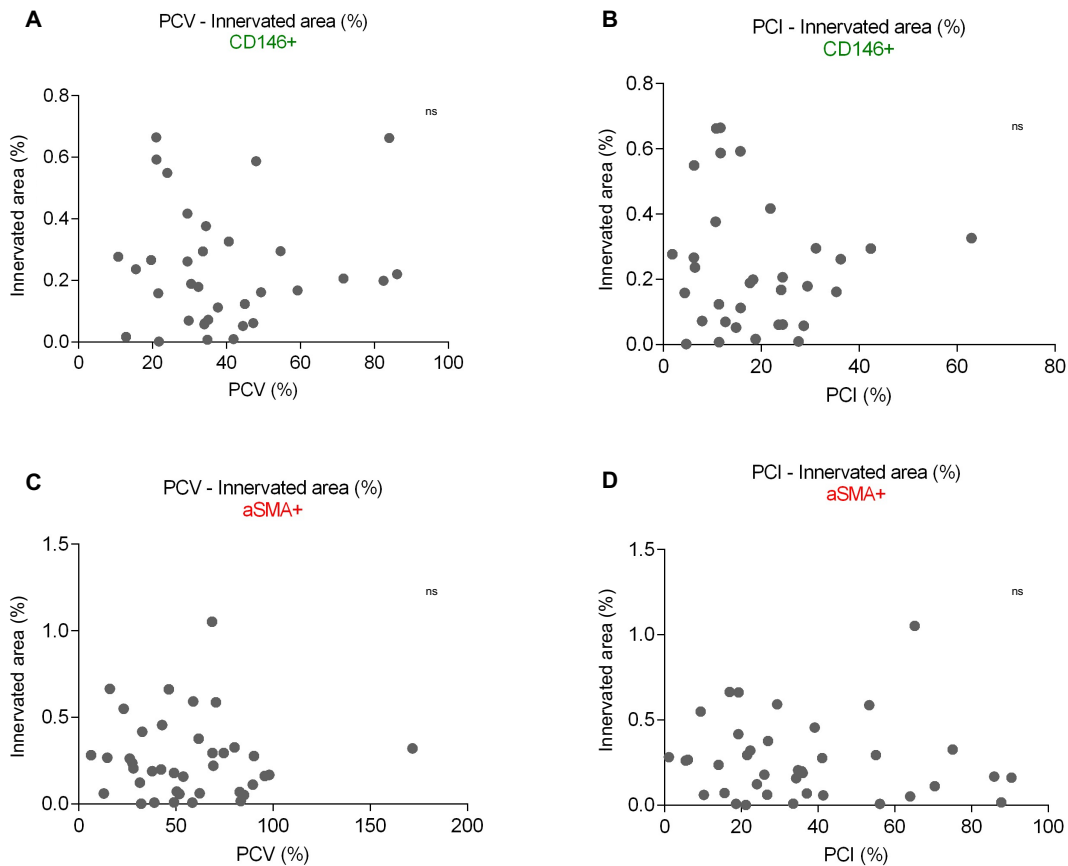 A
PCV - Innervated area (%)
CD146+
ns
Innervated area (%)
0.8
0.6
0.4
0.2
0.0
0 20 40 60 80 100
PCV (%)
B
PCI - Innervated area (%)
CD146+
ns
Innervated area (%)
0.8
0.6
0.4
0.2
0.0
0 20 40 60 80
PCI (%)
C
PCV - Innervated area (%)
aSMA+
ns
Innervated area (%)
1.5
1.0
0.5
0.0
0 50 100 150 200
PCV (%)
D
PCI - Innervated area (%)
aSMA+
ns
Innervated area (%)
1.5
1.0
0.5
0.0
0 20 40 60 80 100
PCI (%)